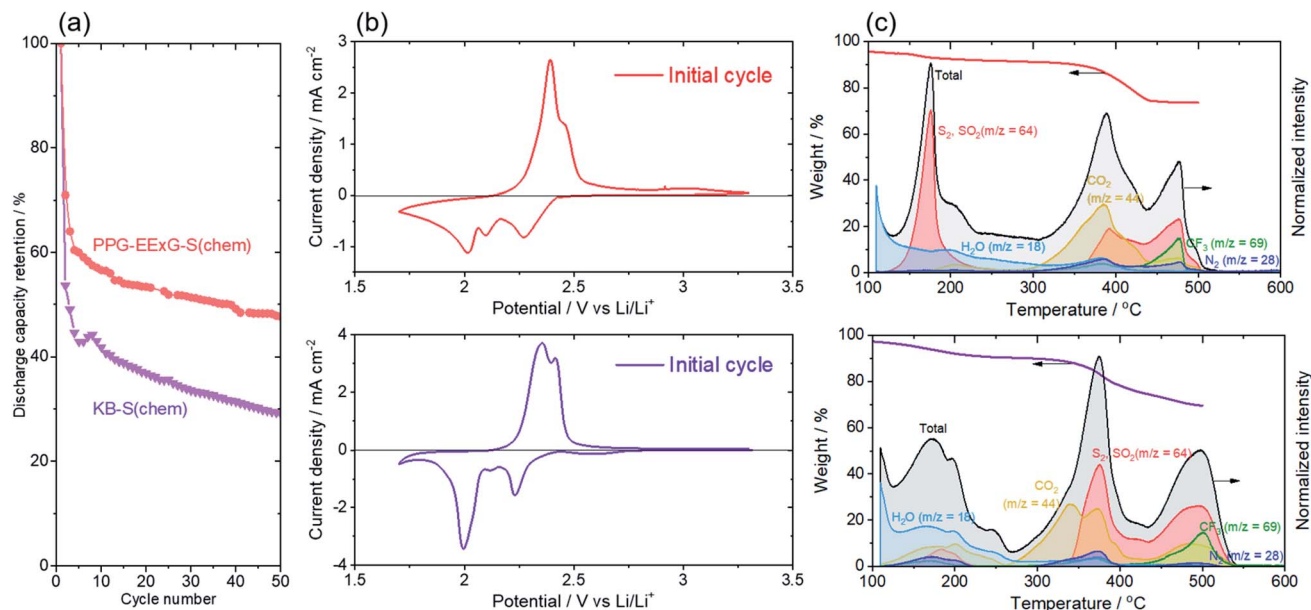 (a)
100
80
60
40
20
0
Discharge capacity retention / %
PPG-EExG-S(chem)
KB-S(chem)
0 10 20 30 40 50
Cycle number
(b)
3
2
1
0
-1
Current density / mA cm⁻²
Initial cycle
1.5 2.0 2.5 3.0 3.5
Potential / V vs Li/Li⁺
4
2
0
-2
-4
Current density / mA cm⁻²
Initial cycle
1.5 2.0 2.5 3.0 3.5
Potential / V vs Li/Li⁺
(c)
100
80
60
40
20
0
Weight / %
Normalized intensity
Total
S₂, SO₂(m/z = 64)
CO₂
(m/z = 44)
H₂O (m/z = 18)
CF₃ (m/z = 69)
N₂ (m/z = 28)
100 200 300 400 500 600
Temperature / °C
100
80
60
40
20
0
Weight / %
Normalized intensity
Total
S₂, SO₂(m/z = 64)
CO₂
(m/z = 44)
H₂O (m/z = 18)
CF₃ (m/z = 69)
N₂ (m/z = 28)
100 200 300 400 500 600
Temperature / °C